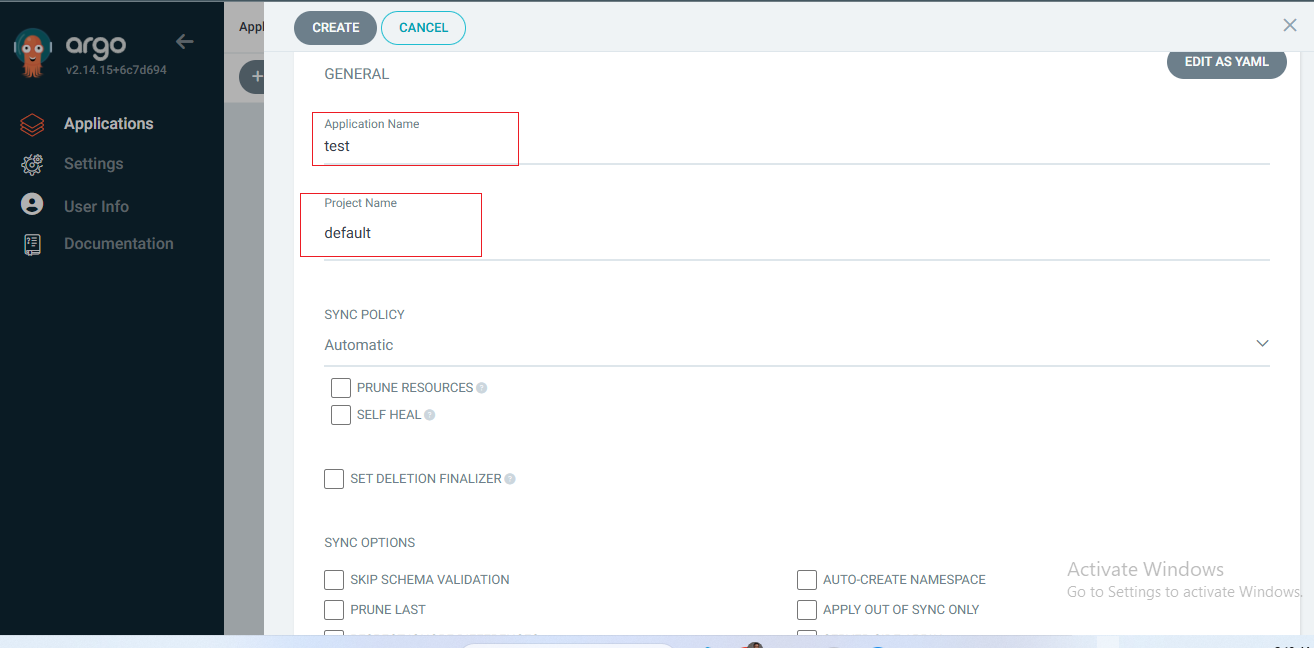 argo
v2.14.15+6c7d694
Applications
Settings
User Info
Documentation
Appl
+
CREATE
CANCEL
EDIT AS YAML
GENERAL
Application Name
test
Project Name
default
SYNC POLICY
Automatic
PRUNE RESOURCES
SELF HEAL
SET DELETION FINALIZER
SYNC OPTIONS
SKIP SCHEMA VALIDATION
AUTO-CREATE NAMESPACE
PRUNE LAST
APPLY OUT OF SYNC ONLY
Activate Windows
Go to Settings to activate Windows.